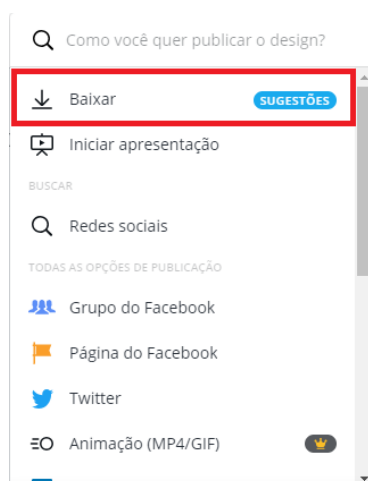 Como você quer publicar o design?
Baixar SUGESTÕES
Iniciar apresentação
BUSCAR
Redes sociais
TODAS AS OPÇÕES DE PUBLICAÇÃO
Grupo do Facebook
Página do Facebook
Twitter
Animação (MP4/GIF)